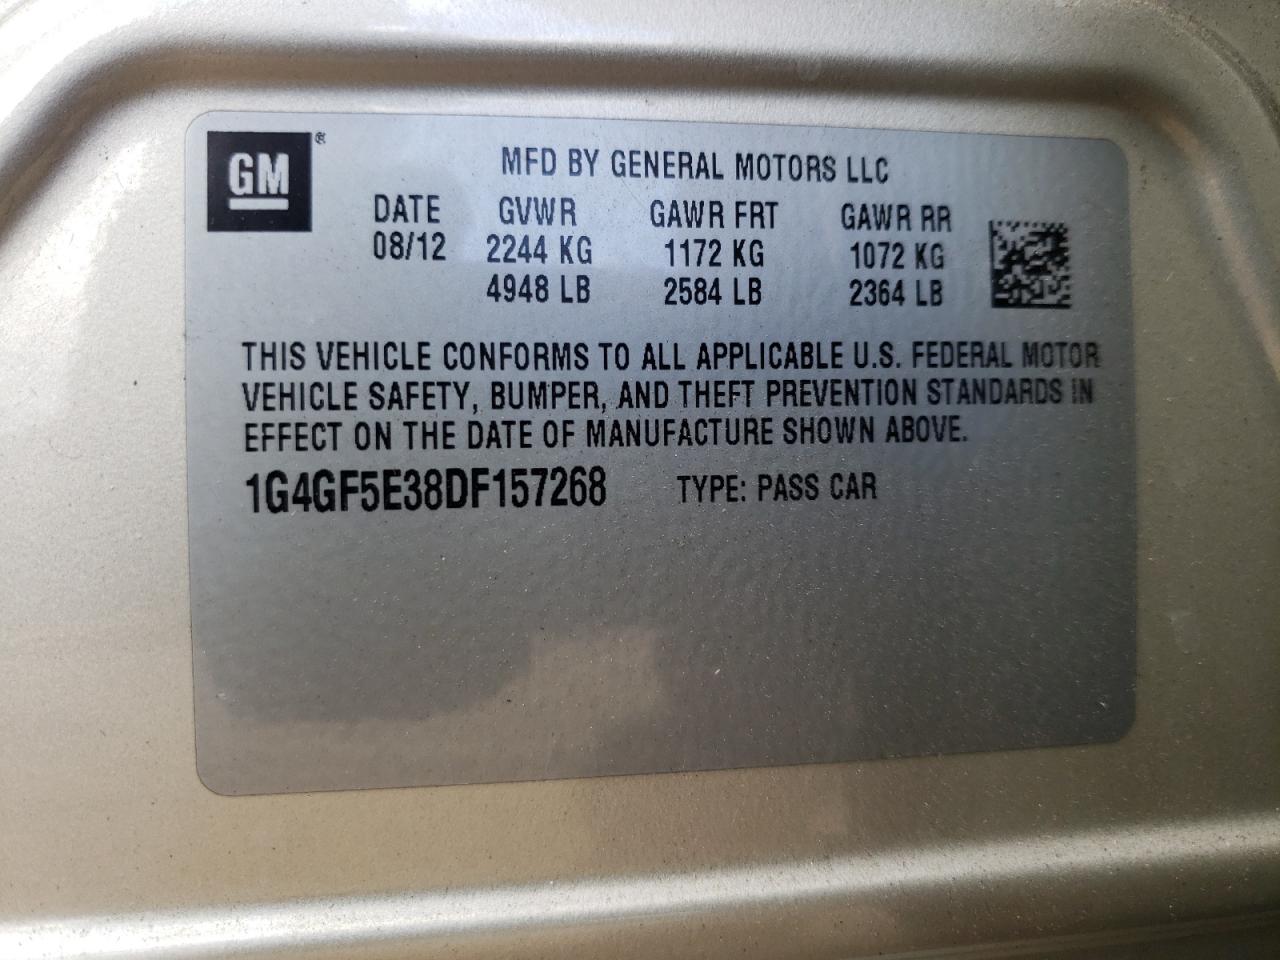 GM®
MFD BY GENERAL MOTORS LLC
DATE GVWR GAWR FRT GAWR RR
08/12 2244 KG 1172 KG 1072 KG
4948 LB 2584 LB 2364 LB
THIS VEHICLE CONFORMS TO ALL APPLICABLE U.S. FEDERAL MOTOR
VEHICLE SAFETY, BUMPER, AND THEFT PREVENTION STANDARDS IN
EFFECT ON THE DATE OF MANUFACTURE SHOWN ABOVE.
1G4GF5E38DF157268 TYPE: PASS CAR